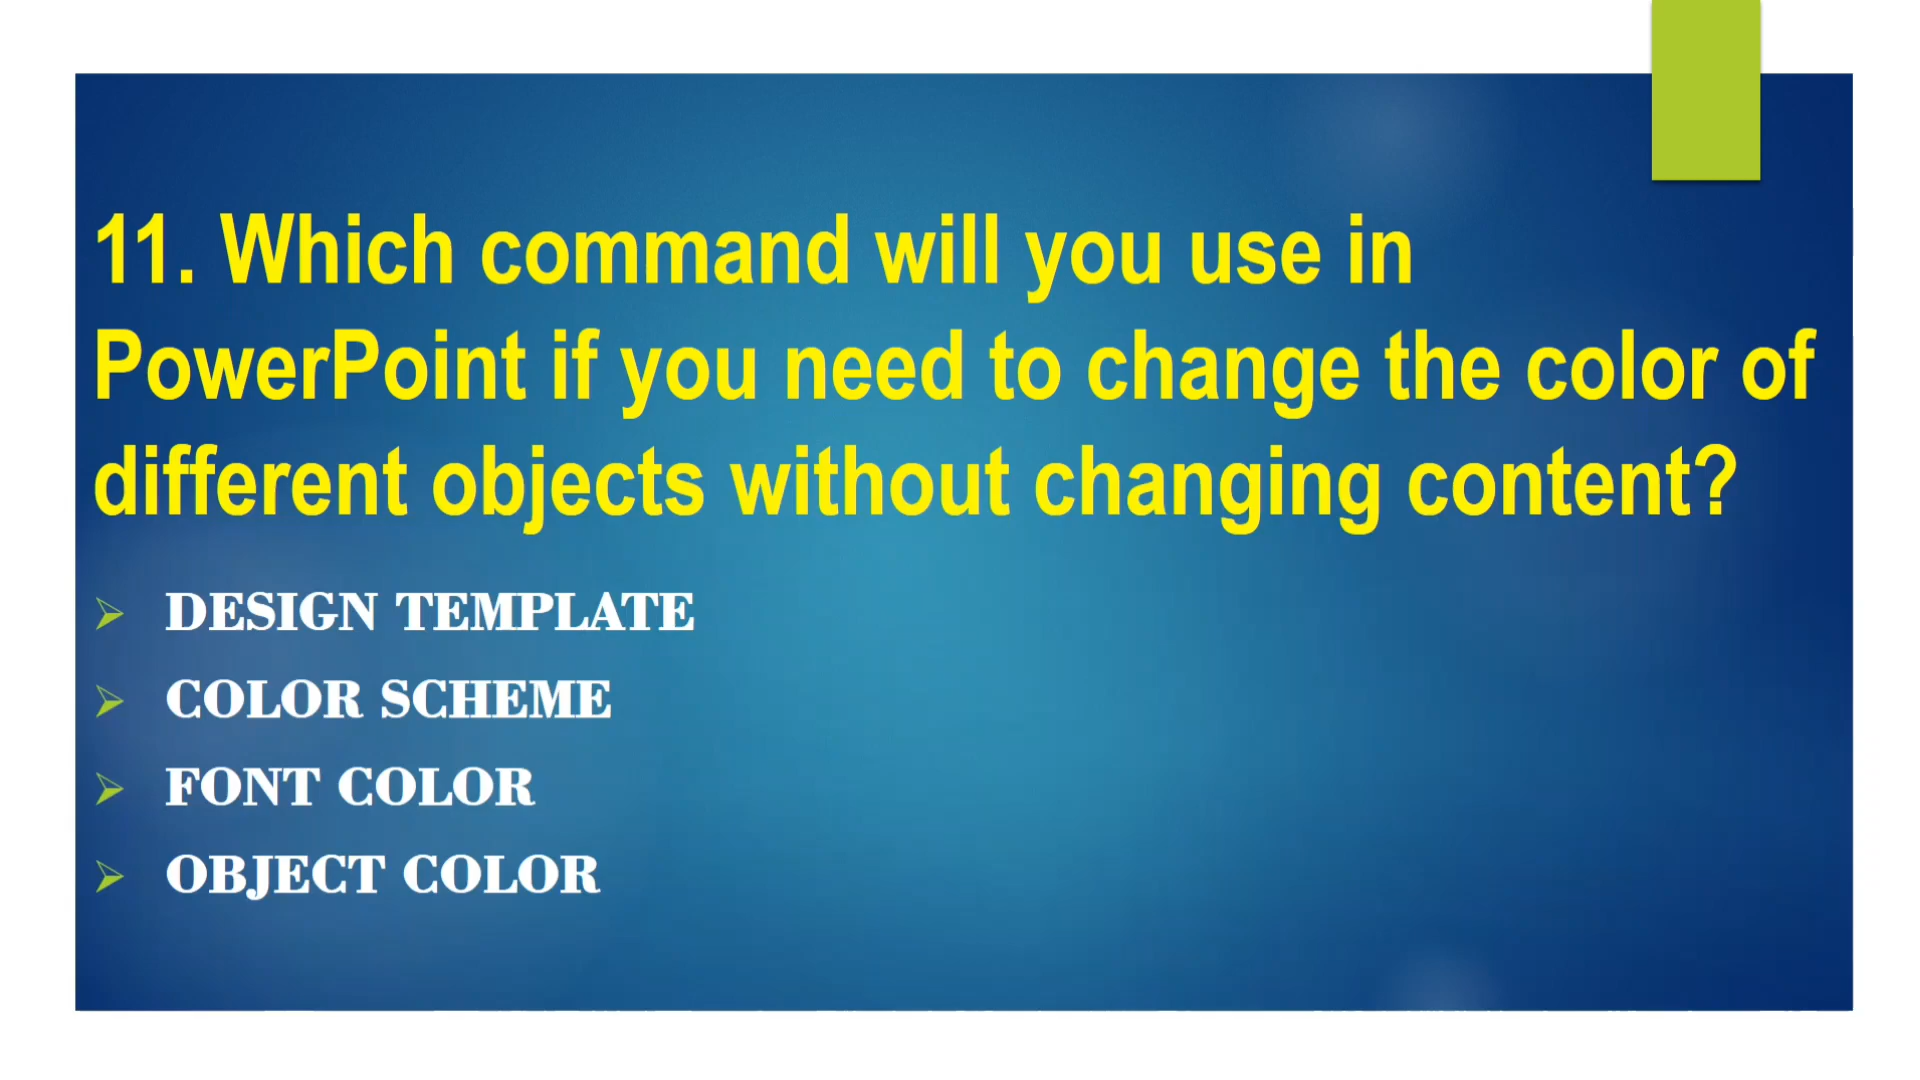 11. Which command will you use in
PowerPoint if you need to change the color of
different objects without changing content?
DESIGN TEMPLATE
COLOR SCHEME
FONT COLOR
OBJECT COLOR